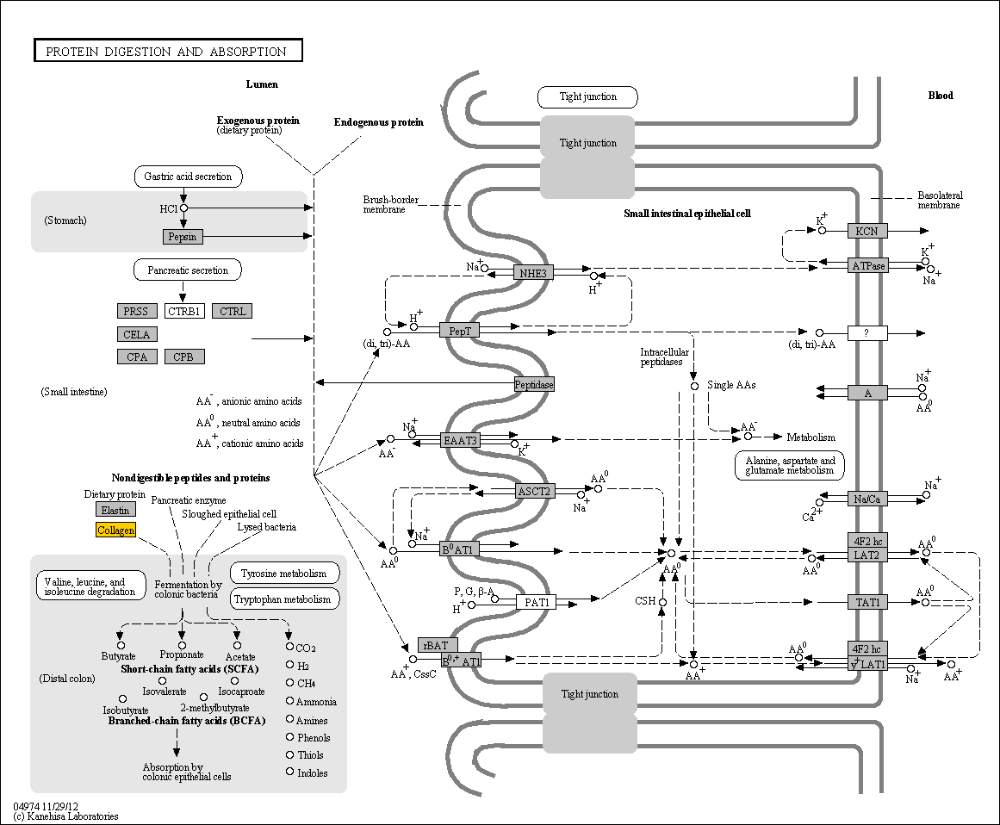 PROTEIN DIGESTION AND ABSORPTION
Lumen
Blood
Tight junction
Exogenous protein
(dietary protein)
Endogenous protein
Tight junction
Gastric acid secretion
HCl
(Stomach)
Pepsin
Brush-border
membrane
Small intestinal epithelial cell
Basolateral
membrane
K+
KCN
Pancreatic secretion
Na+
NHE3
H+
ATPase
K+
Na+
PRSS
CTRB1
CTRL
CELA
CPA
CPB
H+
PepT
(di, tri)-AA
Intracellular
peptidases
(di, tri)-AA
?
(Small intestine)
Peptidase
Single AAs
A
Na+
AA0
AA-, anionic amino acids
AA0, neutral amino acids
AA+, cationic amino acids
Na+
AA-
EAAT3
K+
AA-
Metabolism
Alanine, aspartate and
glutamate metabolism
Nondigestible peptides and proteins
Dietary protein
Elastin
Collagen
Pancreatic enzyme
Sloughed epithelial cell
Lysed bacteria
ASCT2
AA0
Na+
Ca2+
Na/Ca
Na+
Na+
AA0
B0AT1
AA0
AA0
4F2 hc
LAT2
AA0
Valine, leucine, and
isoleucine degradation
Fermentation by
colonic bacteria
Tyrosine metabolism
Tryptophan metabolism
P, G, β-A
H+
PAT1
CSH
TAT1
AA0
Butyrate
Propionate
Acetate
Short-chain fatty acids (SCFA)
(Distal colon)
Isovalerate
Isocaproate
Isobutyrate
2-methylbutyrate
Branched-chain fatty acids (BCFA)
Absorption by
colonic epithelial cells
CO2
H2
CH4
Ammonia
Amines
Phenols
Thiols
Indoles
rBAT
B0,+AT1
AA+, CssC
AA+
AA0
4F2 hc
y+LAT1
Na+
AA+
Tight junction
04974 11/29/12
(c) Kanehisa Laboratories